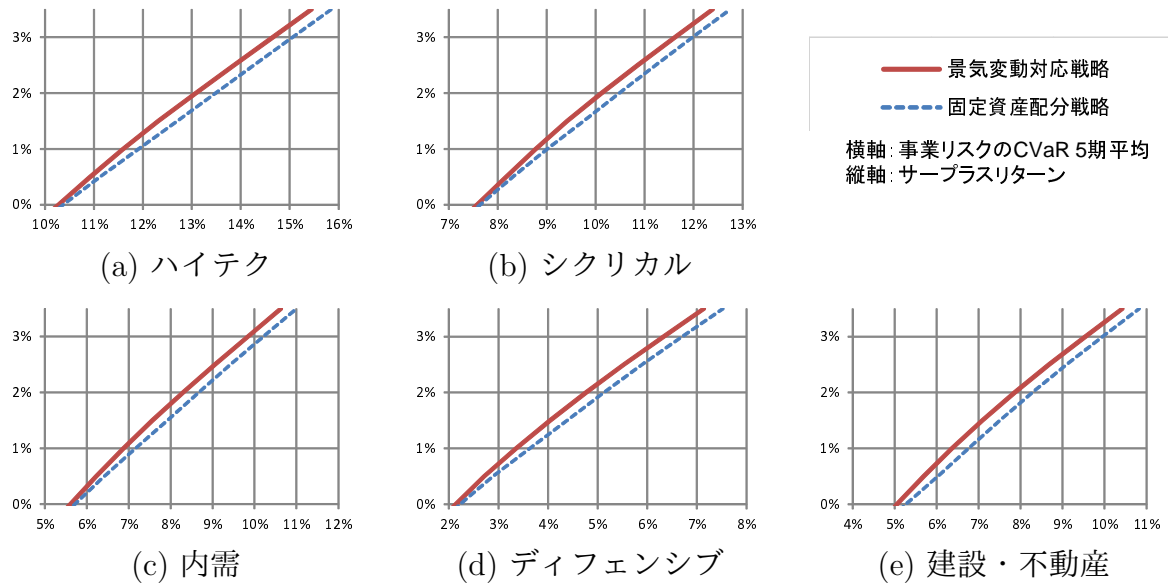 3%
2%
1%
0%
10% 11% 12% 13% 14% 15% 16%
(a) ハイテク
3%
2%
1%
0%
7% 8% 9% 10% 11% 12% 13%
(b) シクリカル
景気変動対応戦略
固定資産配分戦略
横軸: 事業リスクのCVaR 5期平均
縦軸: サープラスリターン
3%
2%
1%
0%
5% 6% 7% 8% 9% 10% 11% 12%
(c) 内需
3%
2%
1%
0%
2% 3% 4% 5% 6% 7% 8%
(d) ディフェンシブ
3%
2%
1%
0%
4% 5% 6% 7% 8% 9% 10% 11%
(e) 建設・不動産